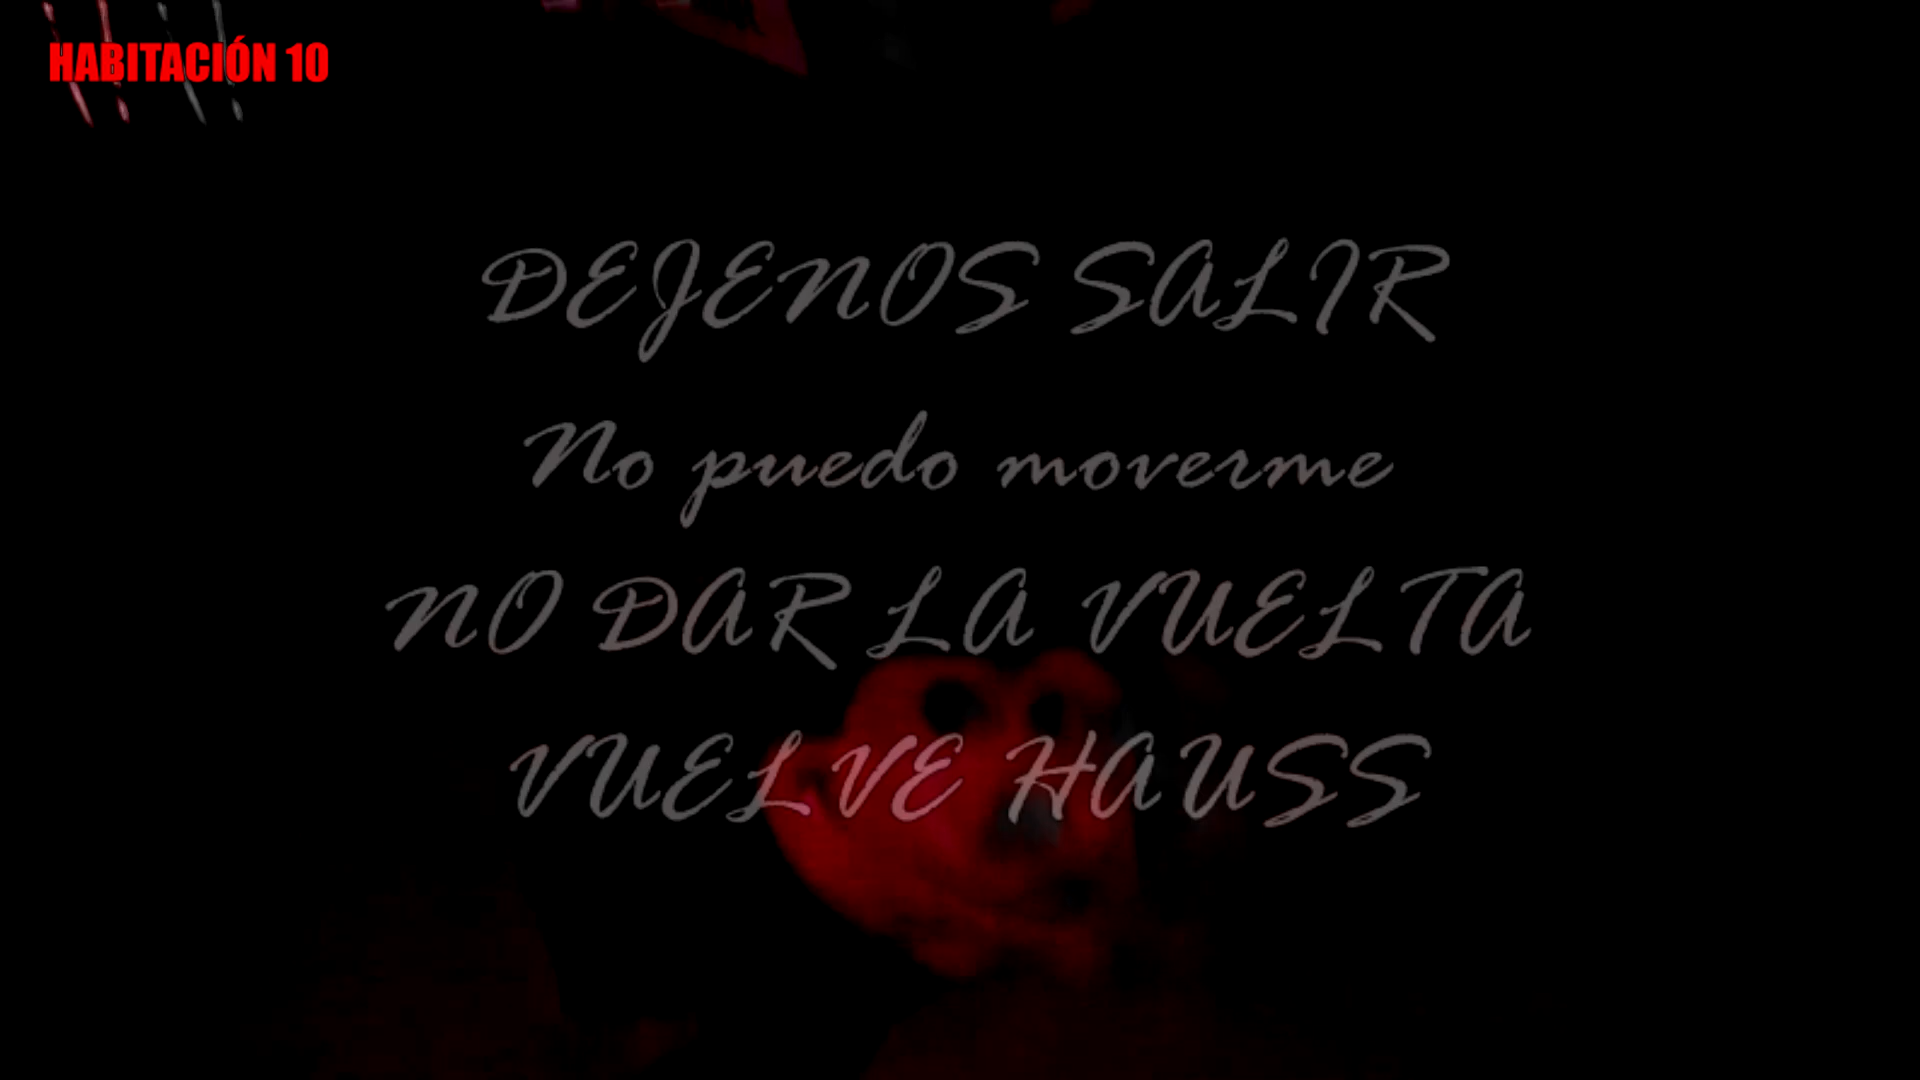 HABITACIÓN 10
DEJENOS SALIR
No puedo moverme
NO DAR LA VUELTA
VUELVE HAUSS